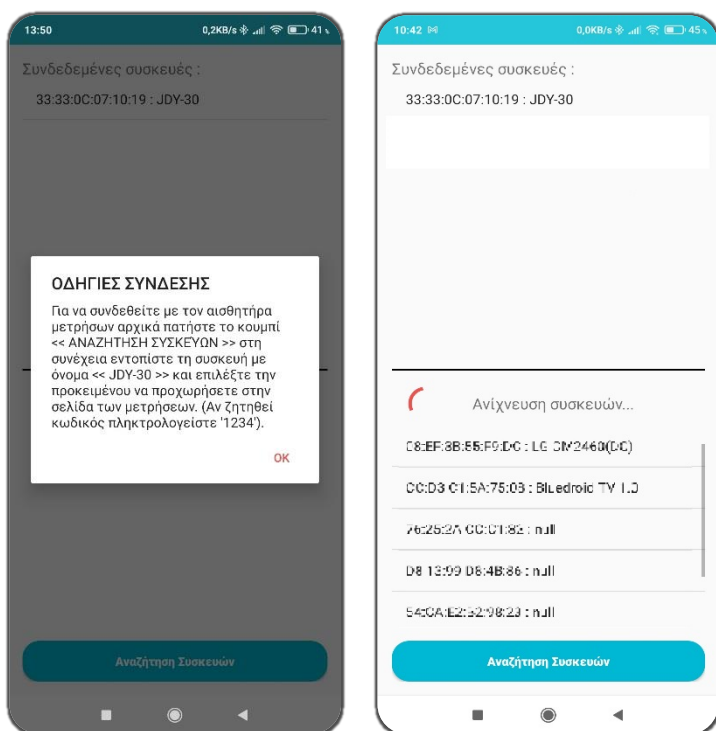 13:50 0,2KB/s 41
Συνδεδεμένες συσκευές :
33:33:0C:07:10:19 : JDY-30
ΟΔΗΓΙΕΣ ΣΥΝΔΕΣΗΣ
Για να συνδεθείτε με τον αισθητήρα
μετρήσεων αρχικά πατήστε το κουμπί
<< ΑΝΑΖΗΤΗΣΗ ΣΥΣΚΕΥΩΝ >> στη
συνέχεια εντοπίστε τη συσκευή με
όνομα << JDY-30 >> και επιλέξτε την
προκειμένου να προχωρήσετε στην
σελίδα των μετρήσεων. (Αν ζητηθεί
κωδικός πληκτρολογείστε '1234').
OK
Αναζήτηση Συσκευών
10:42 0,0KB/s 45
Συνδεδεμένες συσκευές :
33:33:0C:07:10:19 : JDY-30
Ανίχνευση συσκευών...
: LG CM2460(DC)
: Bluedroid TV 1.0
: null
: null
: null
Αναζήτηση Συσκευών